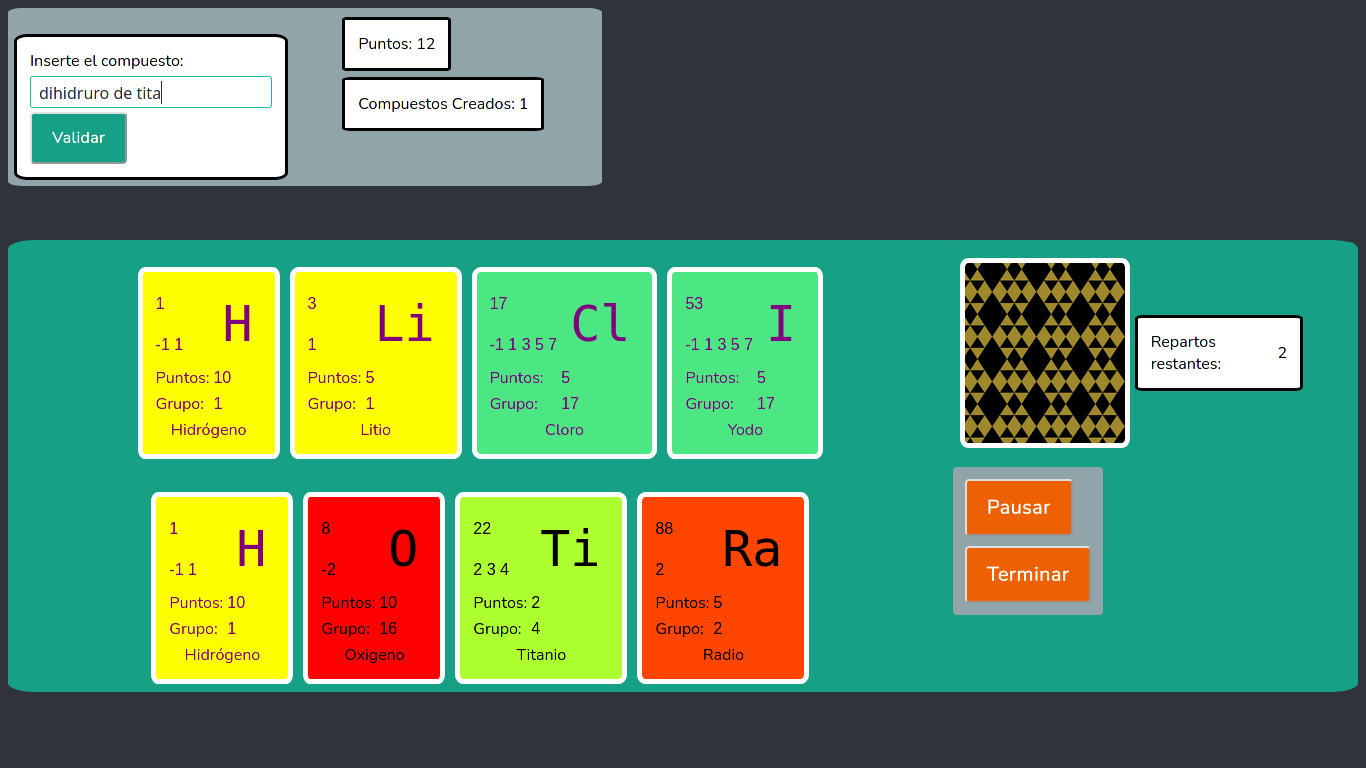 Inserte el compuesto:
dihidruro de tita
Validar
Puntos: 12
Compuestos Creados: 1
1
H
-1 1
Puntos: 10
Grupo: 1
Hidrógeno
3
Li
1
Puntos: 5
Grupo: 1
Litio
17
Cl
-1 1 3 5 7
Puntos: 5
Grupo: 17
Cloro
53
I
-1 1 3 5 7
Puntos: 5
Grupo: 17
Yodo
Repartos
restantes: 2
1
H
-1 1
Puntos: 10
Grupo: 1
Hidrógeno
8
O
-2
Puntos: 10
Grupo: 16
Oxigeno
22
Ti
2 3 4
Puntos: 2
Grupo: 4
Titanio
88
Ra
2
Puntos: 5
Grupo: 2
Radio
Pausar
Terminar